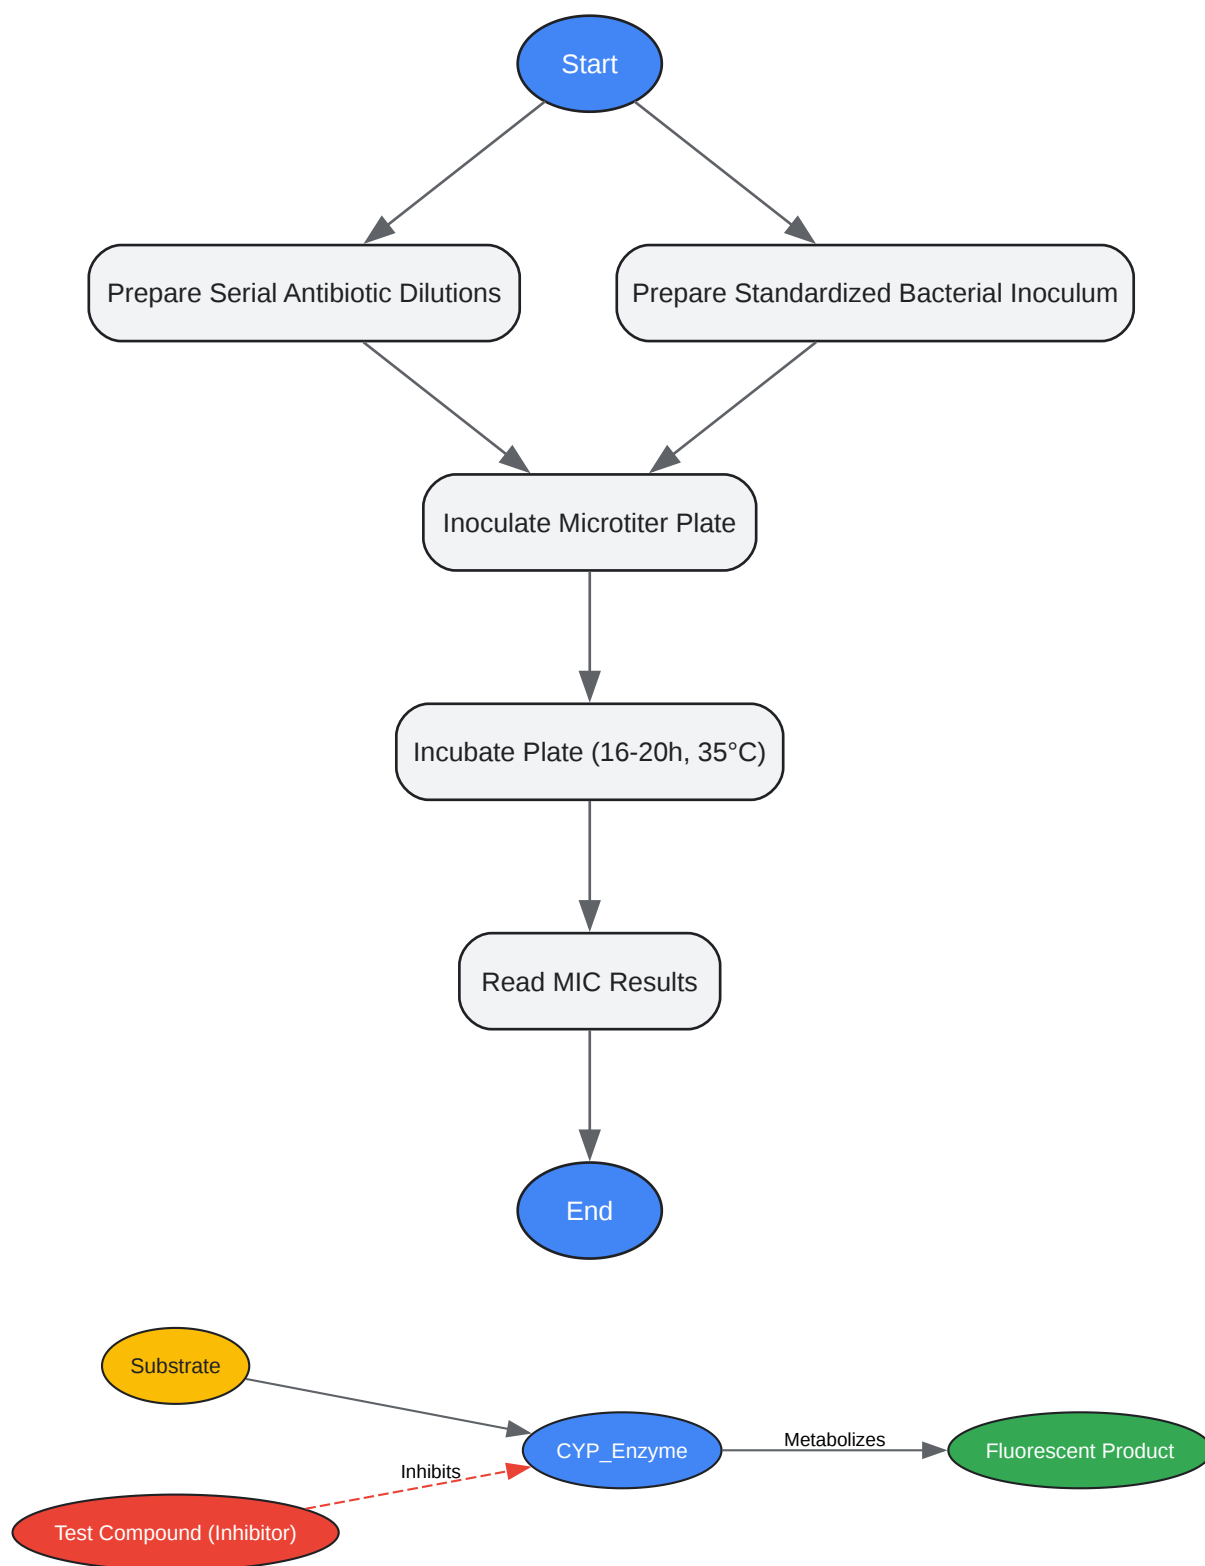 Start
Prepare Serial Antibiotic Dilutions
Prepare Standardized Bacterial Inoculum
Inoculate Microtiter Plate
Incubate Plate (16-20h, 35°C)
Read MIC Results
End
Substrate
CYP_Enzyme
Metabolizes
Fluorescent Product
Inhibits
Test Compound (Inhibitor)